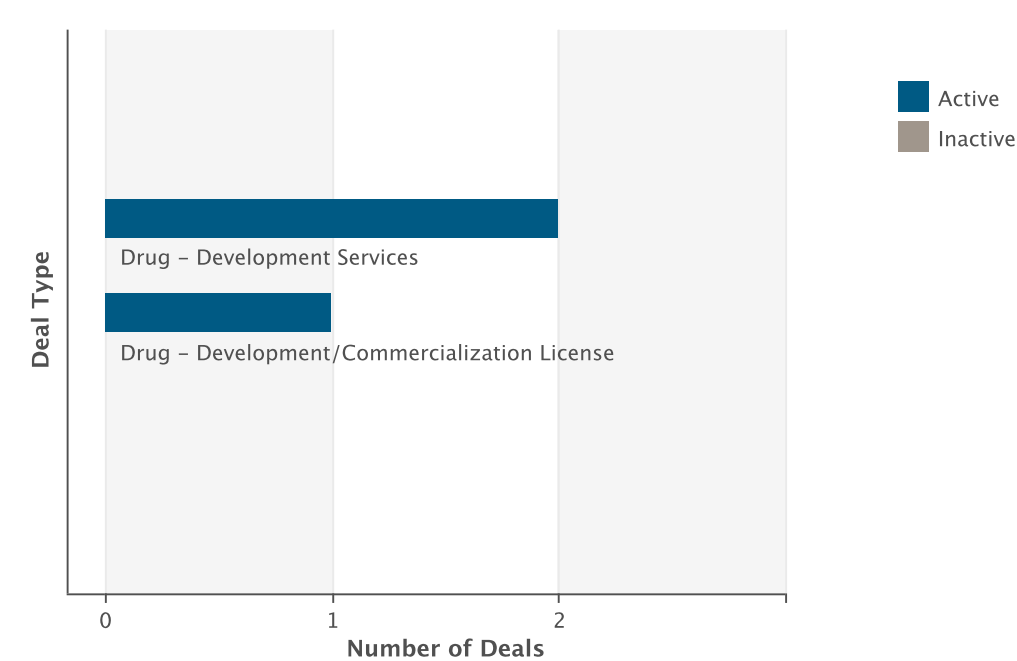 Active
Inactive
Drug – Development Services
Drug – Development/Commercialization License
Deal Type
0 1 2
Number of Deals